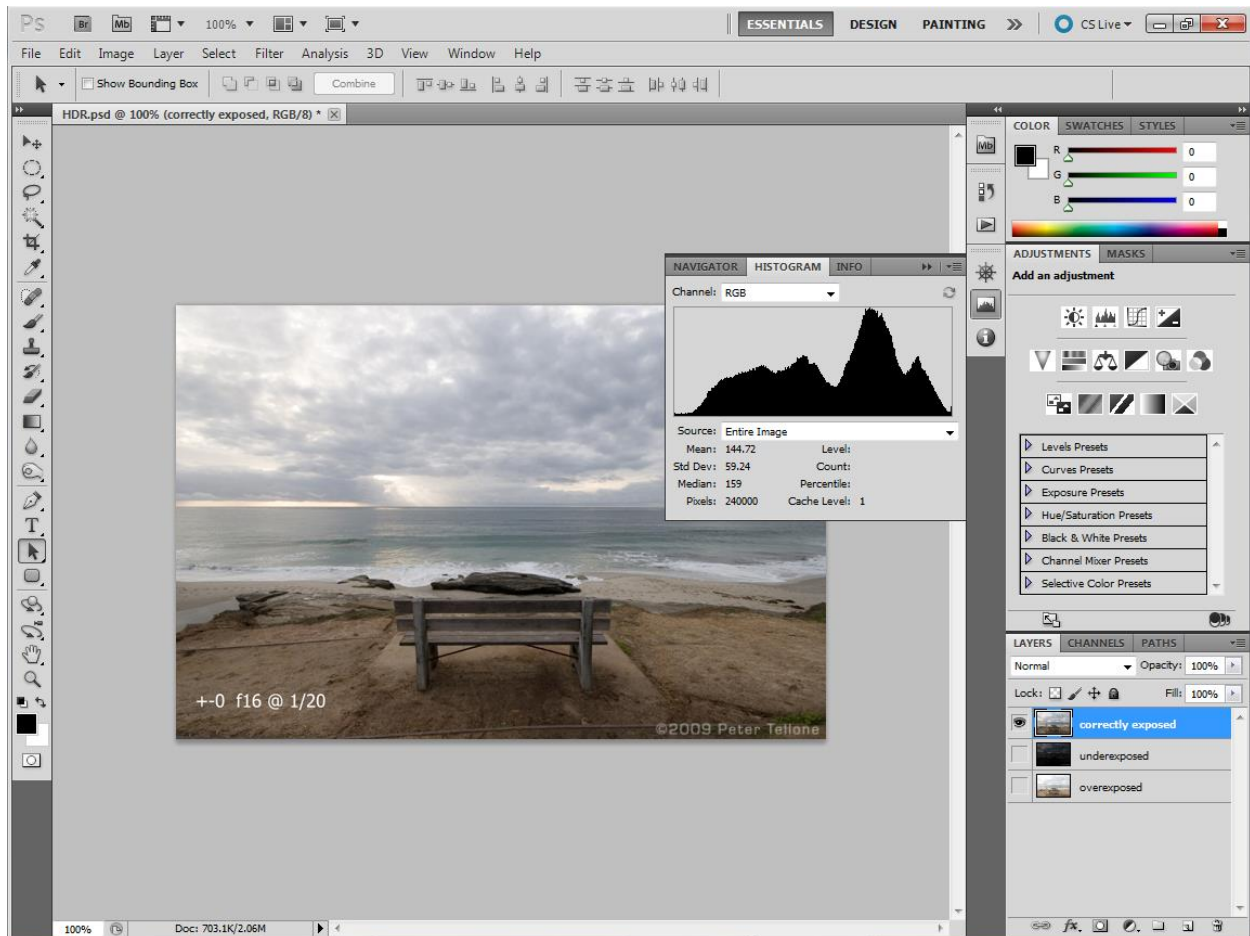 Ps Br Mb 100% ESSENTIALS DESIGN PAINTING CS Live
File Edit Image Layer Select Filter Analysis 3D View Window Help
Show Bounding Box Combine
HDR.psd @ 100% (correctly exposed, RGB/8) *
Mb
COLOR SWATCHES STYLES
R 0
G 0
B 0
ADJUSTMENTS MASKS
Add an adjustment
NAVIGATOR HISTOGRAM INFO
Channel: RGB
Source: Entire Image
Mean: 144.72 Level:
Std Dev: 59.24 Count:
Median: 159 Percentile:
Pixels: 240000 Cache Level: 1
Levels Presets
Curves Presets
Exposure Presets
Hue/Saturation Presets
Black & White Presets
Channel Mixer Presets
Selective Color Presets
T
+-0 f16 @ 1/20
©2009 Peter Tellone
LAYERS CHANNELS PATHS
Normal Opacity: 100%
Lock: Fill: 100%
correctly exposed
underexposed
overexposed
100% Doc: 703.1K/2.06M
fx.